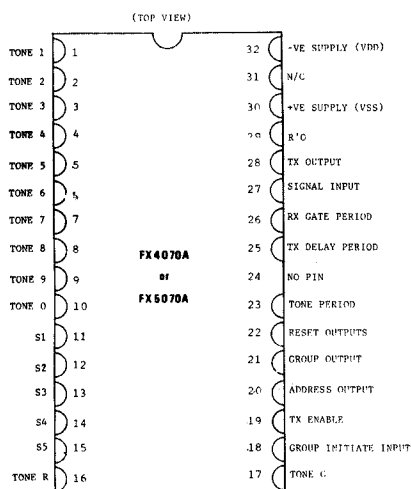 (TOP VIEW)
TONE 1 1
TONE 2 2
TONE 3 3
TONE 4 4
TONE 5 5
TONE 6 6
TONE 7 7
TONE 8 8
TONE 9 9
TONE 0 10
S1 11
S2 12
S3 13
S4 14
S5 15
TONE R 16
FX4070A
or
FX5070A
32 -VE SUPPLY (VDD)
31 N/C
30 +VE SUPPLY (VSS)
29 R'O
28 TX OUTPUT
27 SIGNAL INPUT
26 RX GATE PERIOD
25 TX DELAY PERIOD
24 NO PIN
23 TONE PERIOD
22 RESET OUTPUTS
21 GROUP OUTPUT
20 ADDRESS OUTPUT
19 TX ENABLE
18 GROUP INITIATE INPUT
17 TONE G